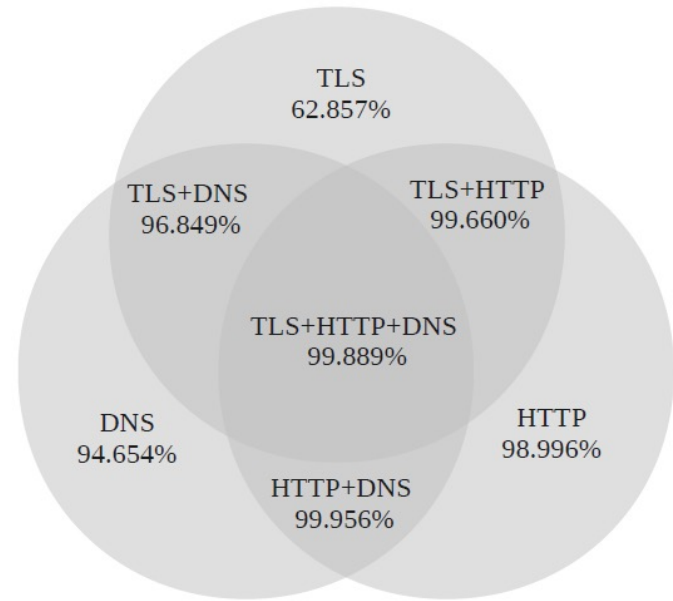 TLS
62.857%
TLS+DNS
96.849%
TLS+HTTP
99.660%
TLS+HTTP+DNS
99.889%
DNS
94.654%
HTTP
98.996%
HTTP+DNS
99.956%